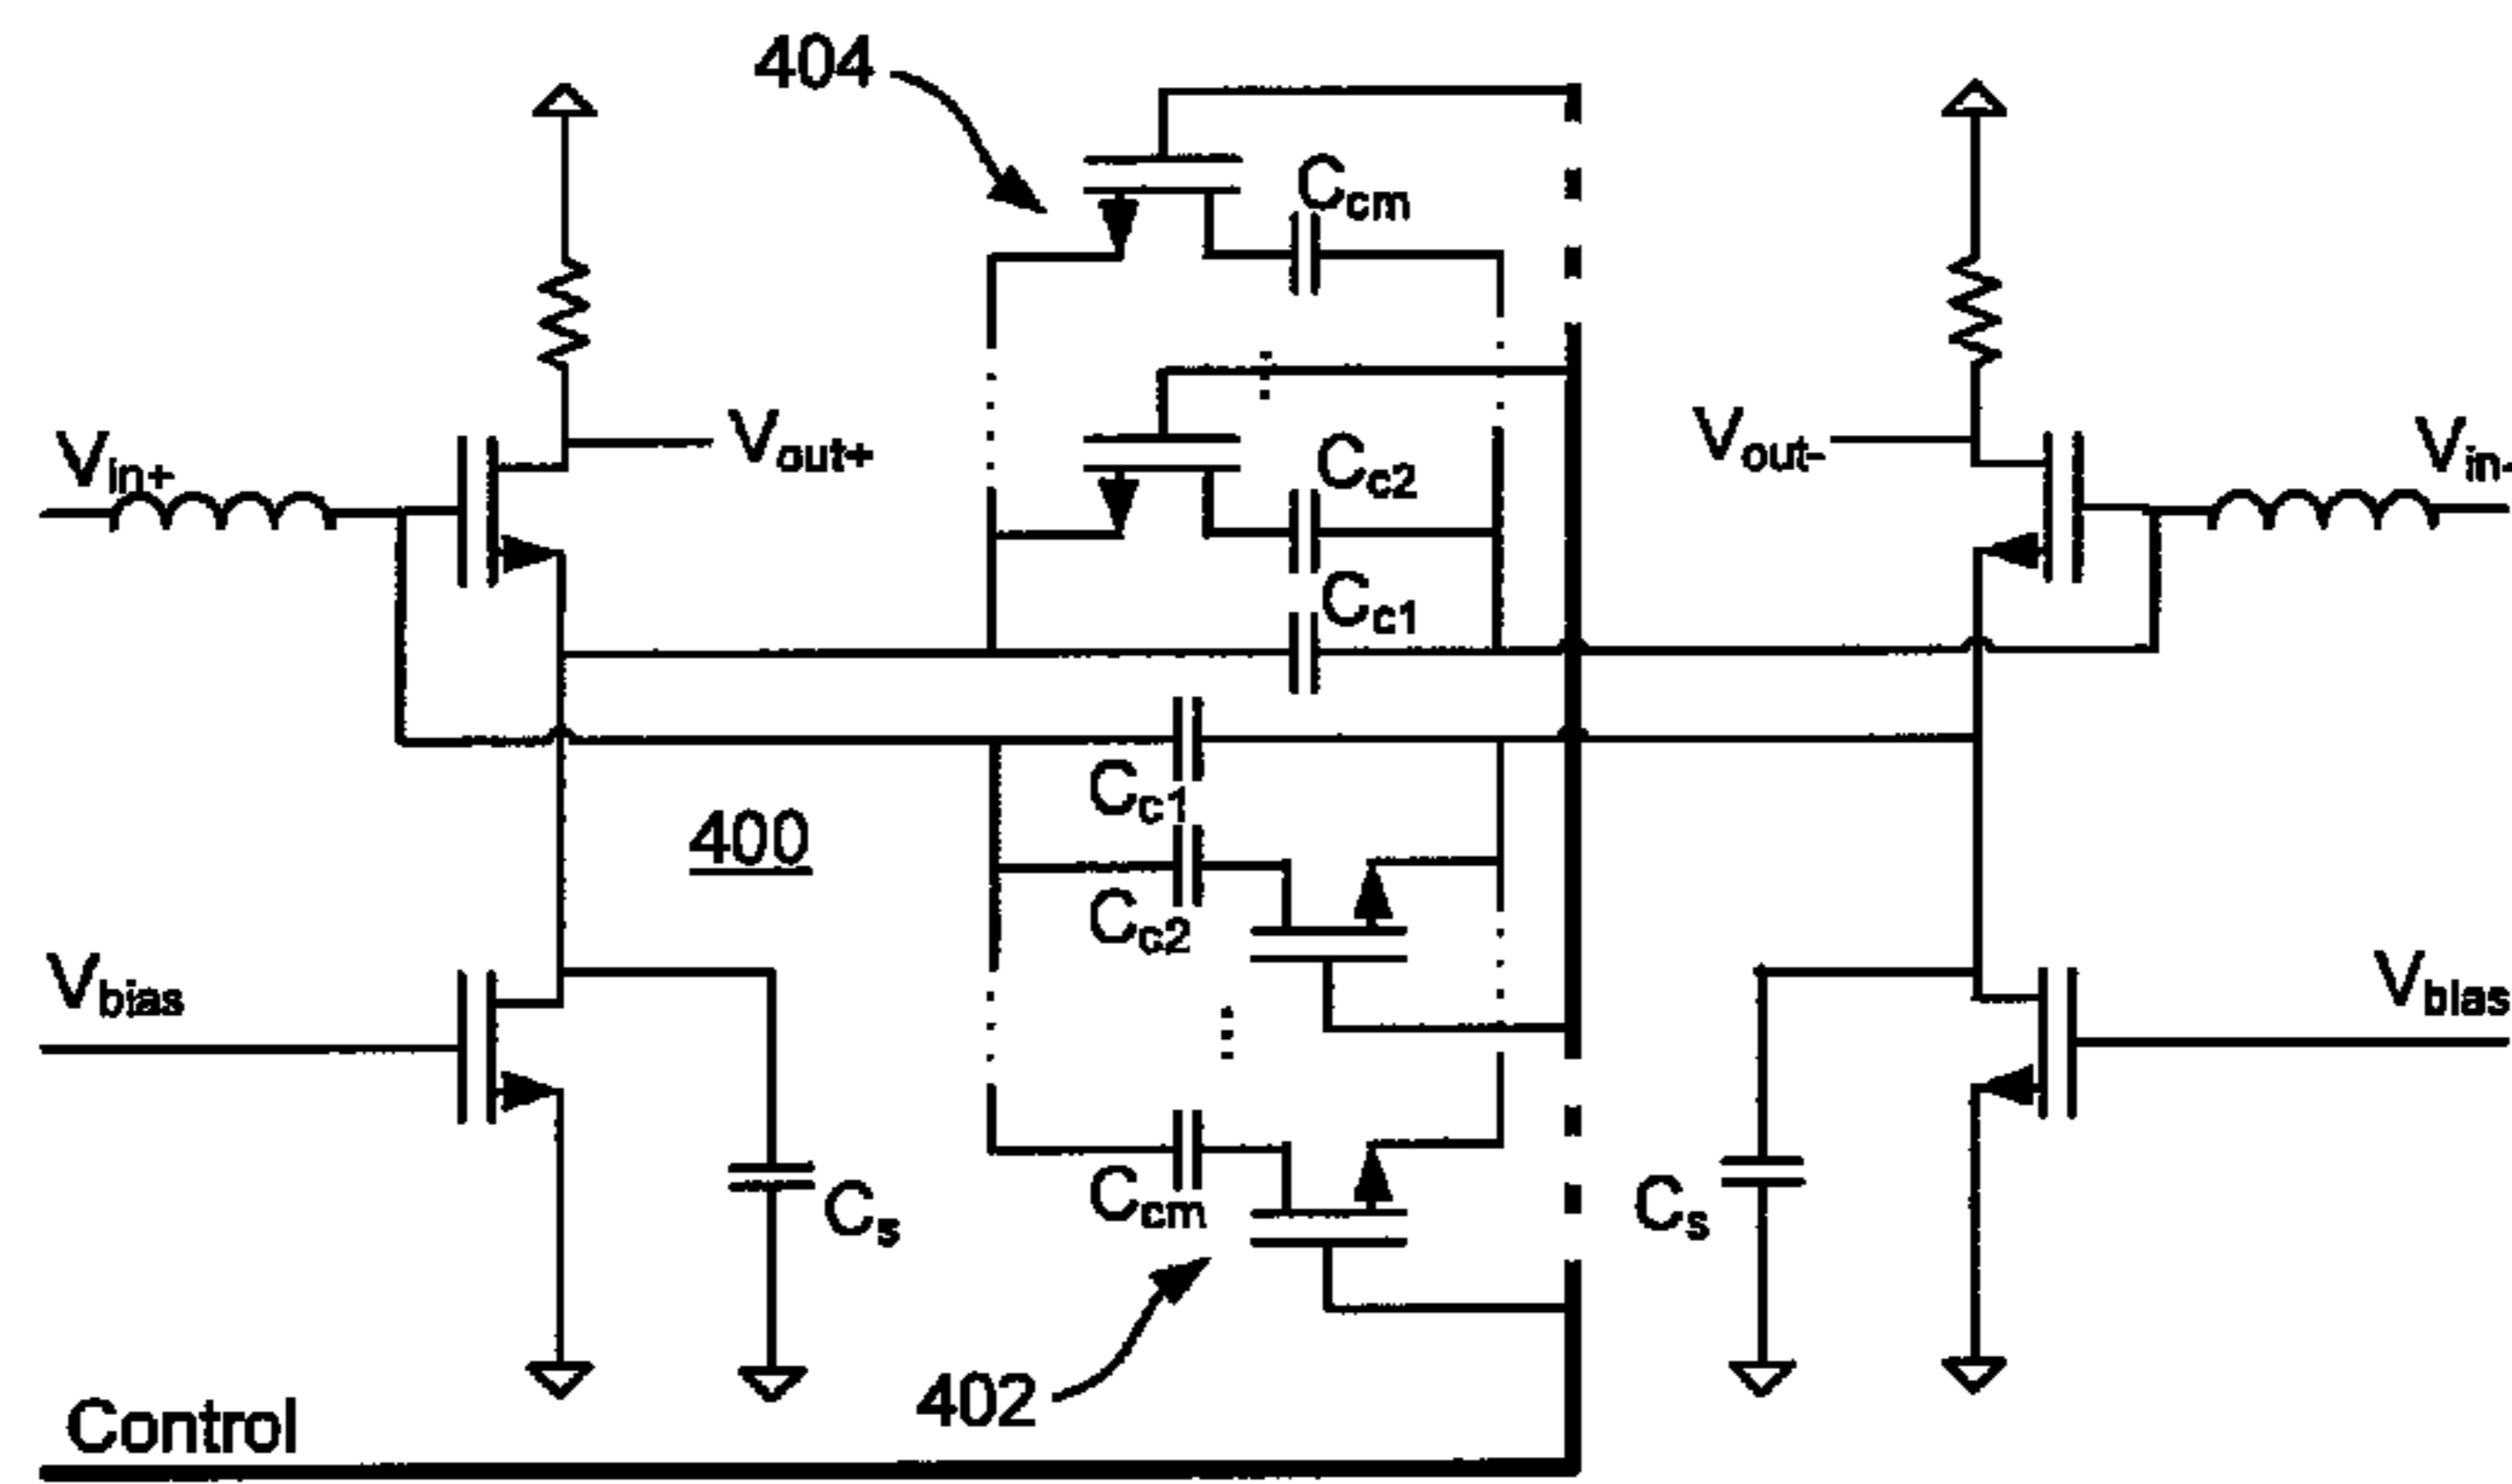 404
Ccm
Vin+
Vout+
Cc2
Vout-
Vin-
Cc1
Cc1
400
Cc2
Vbias
Vbias
Ccm
Cs
Cs
402
Control